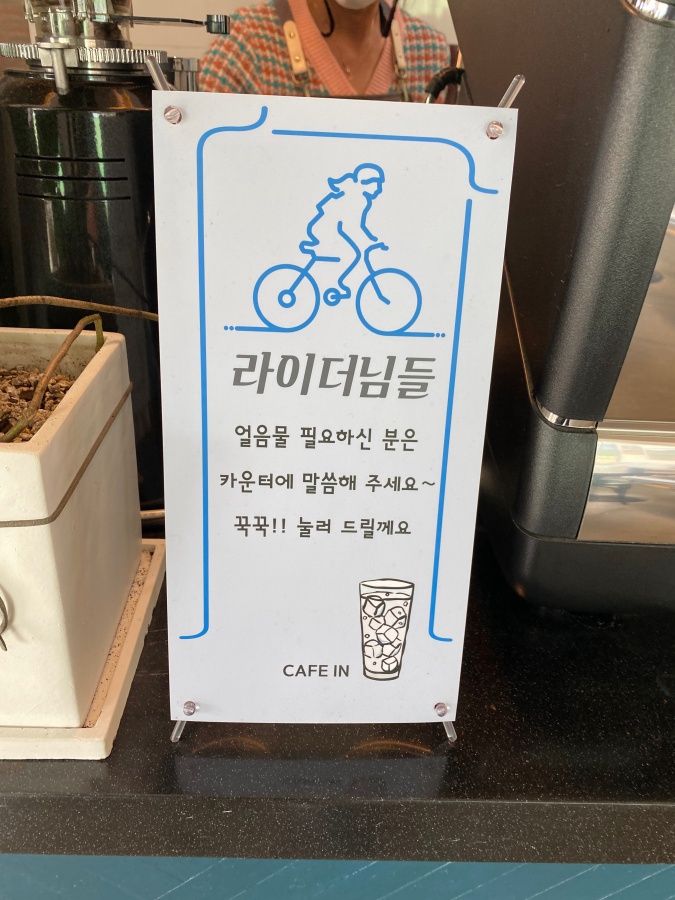 라이더님들
얼음물 필요하신 분은
카운터에 말씀해 주세요~
꾹꾹!! 눌러 드릴께요
CAFE IN